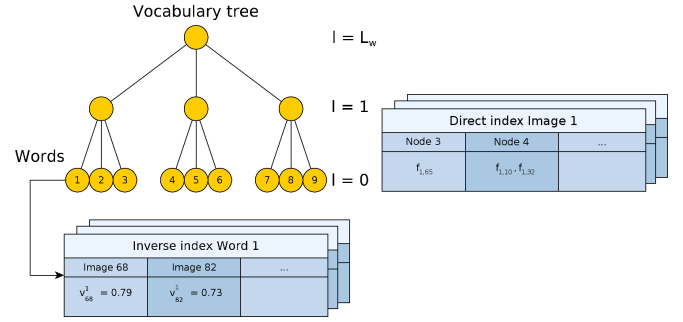 Vocabulary tree
l = L_w
l = 1
Words
1 2 3 4 5 6 7 8 9
l = 0
Direct index Image 1
Node 3 Node 4 ...
f_1,65 f_1,10, f_1,32
Inverse index Word 1
Image 68 Image 82 ...
v^1_68 = 0.79 v^1_82 = 0.73